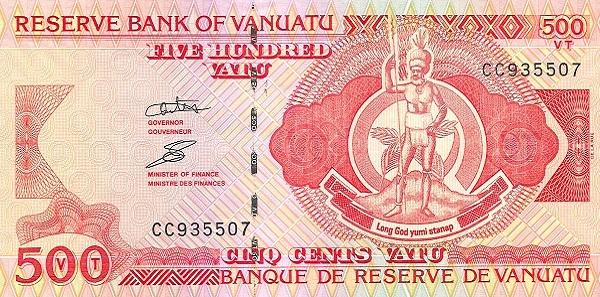 RESERVE BANK OF VANUATU
500
VT
FIVE HUNDRED
VATU
CC935507
GOVERNOR
GOUVERNEUR
MINISTER OF FINANCE
MINISTRE DES FINANCES
CC935507
Long God yumi stanap
500
V T
CINQ CENTS VATU
BANQUE DE RESERVE DE VANUATU